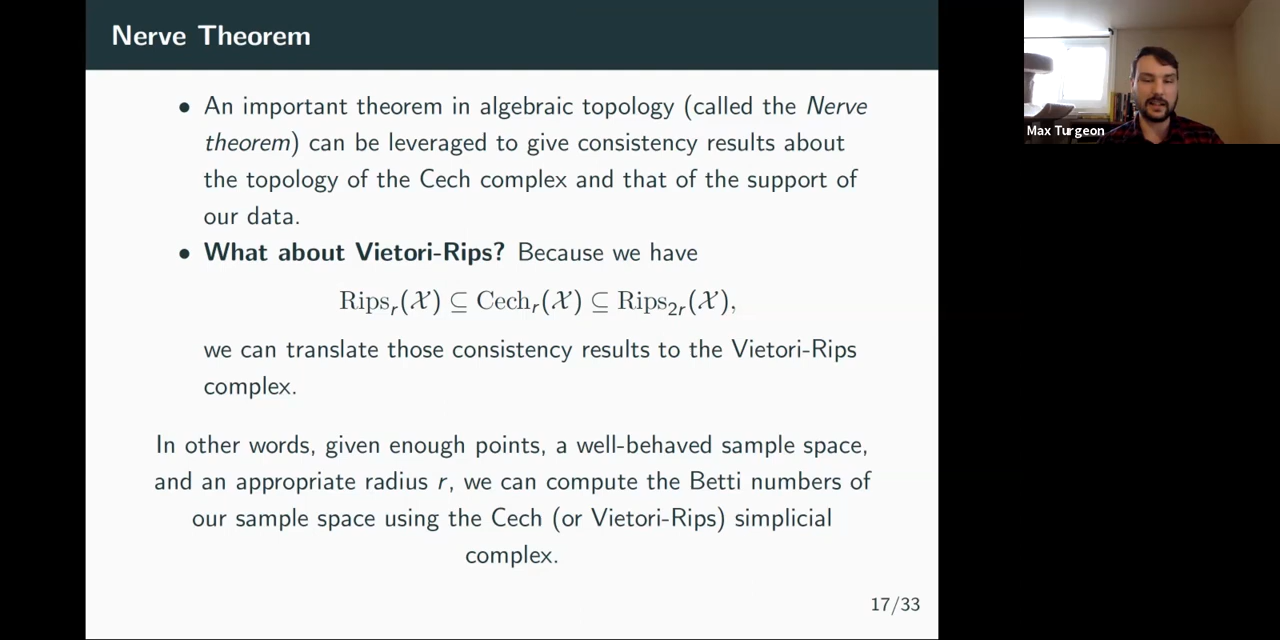 Nerve Theorem
• An important theorem in algebraic topology (called the Nerve
theorem) can be leveraged to give consistency results about
the topology of the Cech complex and that of the support of
our data.
• What about Vietori-Rips? Because we have
Ripsᵣ(𝒳) ⊆ Cechᵣ(𝒳) ⊆ Rips₂ᵣ(𝒳),
we can translate those consistency results to the Vietori-Rips
complex.
In other words, given enough points, a well-behaved sample space,
and an appropriate radius r, we can compute the Betti numbers of
our sample space using the Cech (or Vietori-Rips) simplicial
complex.
17/33
Max Turgeon